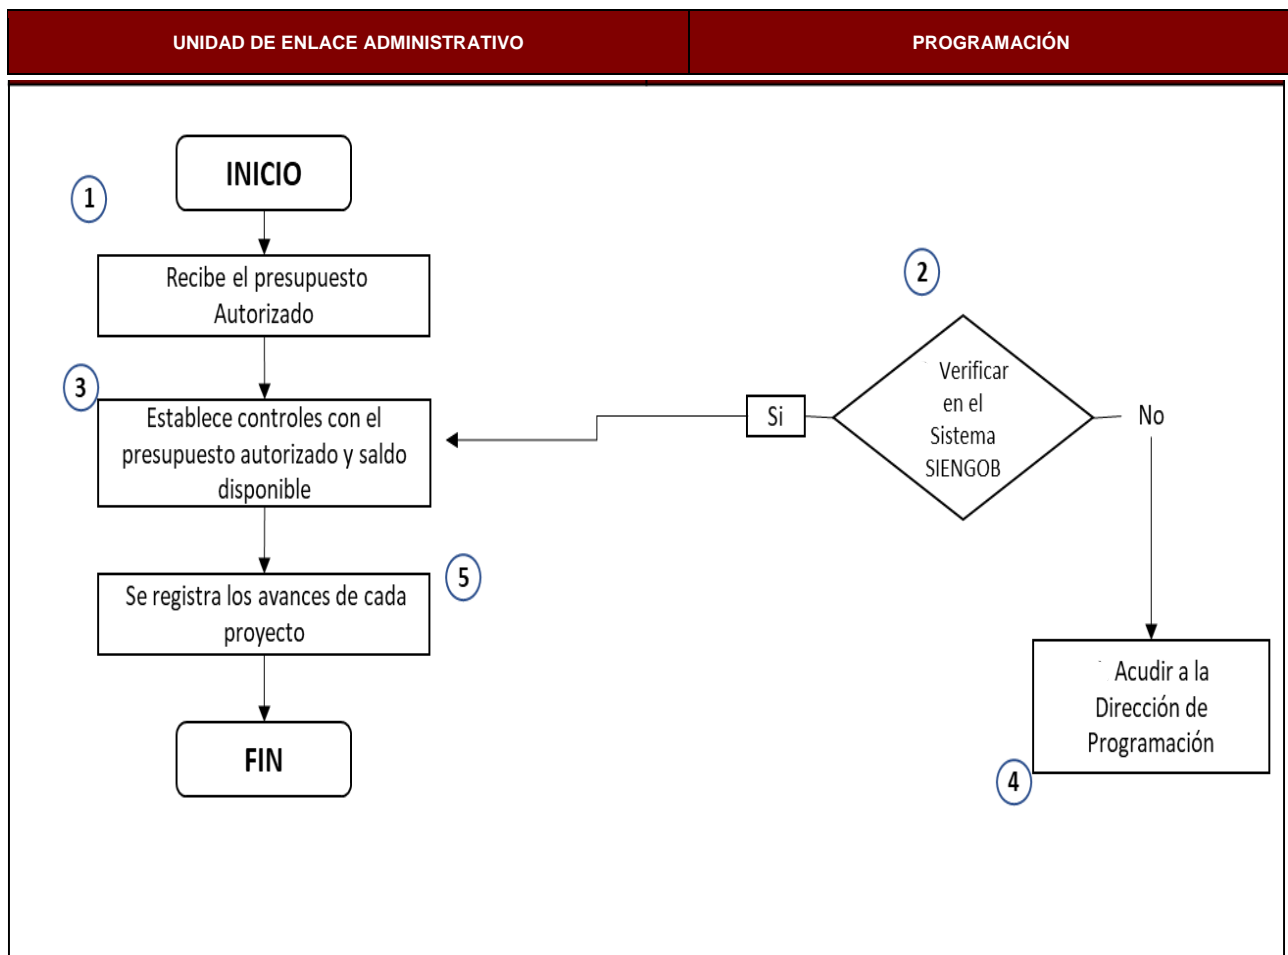 UNIDAD DE ENLACE ADMINISTRATIVO
PROGRAMACIÓN
INICIO
1
Recibe el presupuesto
Autorizado
2
Verificar
en el
Sistema
SIENGOB
Si
No
3
Establece controles con el
presupuesto autorizado y saldo
disponible
5
Se registra los avances de cada
proyecto
Acudir a la
Dirección de
Programación
4
FIN